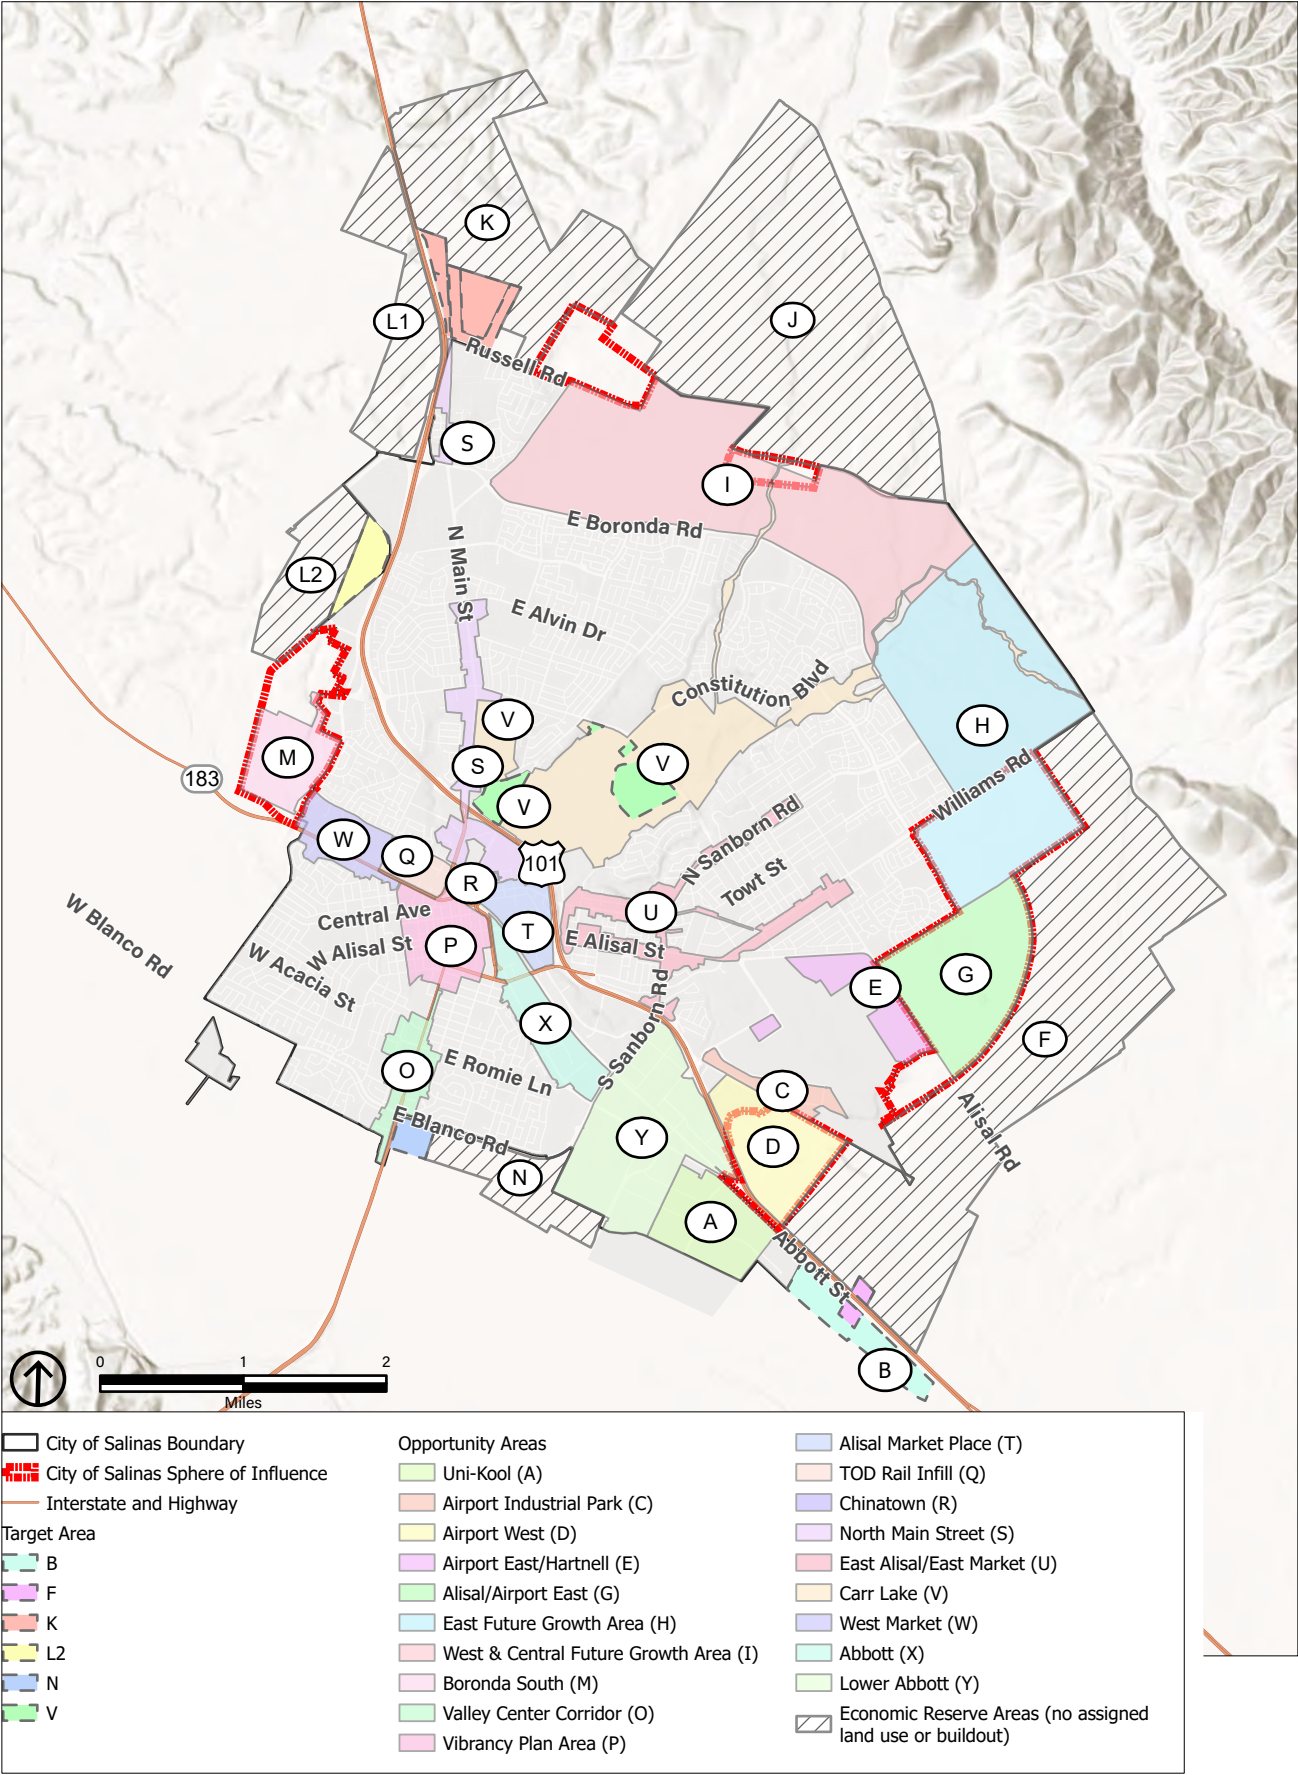 K
L1
J
Russell Rd
S
I
E Boronda Rd
N Main St
L2
E Alvin Dr
Constitution Blvd
V
H
M
S
V
183
V
Williams Rd
N Sanborn Rd
W
Q
101
Towt St
R
W Blanco Rd
Central Ave
U
T
W Alisal St
P
E Alisal St
W Acacia St
G
E
X
S Sanborn Rd
F
O
E Romie Ln
C
Alisal Rd
E Blanco Rd
Y
D
N
A
Abbott St
B
0 1 2
Miles
City of Salinas Boundary
City of Salinas Sphere of Influence
Interstate and Highway
Target Area
B
F
K
L2
N
V
Opportunity Areas
Uni-Kool (A)
Airport Industrial Park (C)
Airport West (D)
Airport East/Hartnell (E)
Alisal/Airport East (G)
East Future Growth Area (H)
West & Central Future Growth Area (I)
Boronda South (M)
Valley Center Corridor (O)
Vibrancy Plan Area (P)
Alisal Market Place (T)
TOD Rail Infill (Q)
Chinatown (R)
North Main Street (S)
East Alisal/East Market (U)
Carr Lake (V)
West Market (W)
Abbott (X)
Lower Abbott (Y)
Economic Reserve Areas (no assigned
land use or buildout)